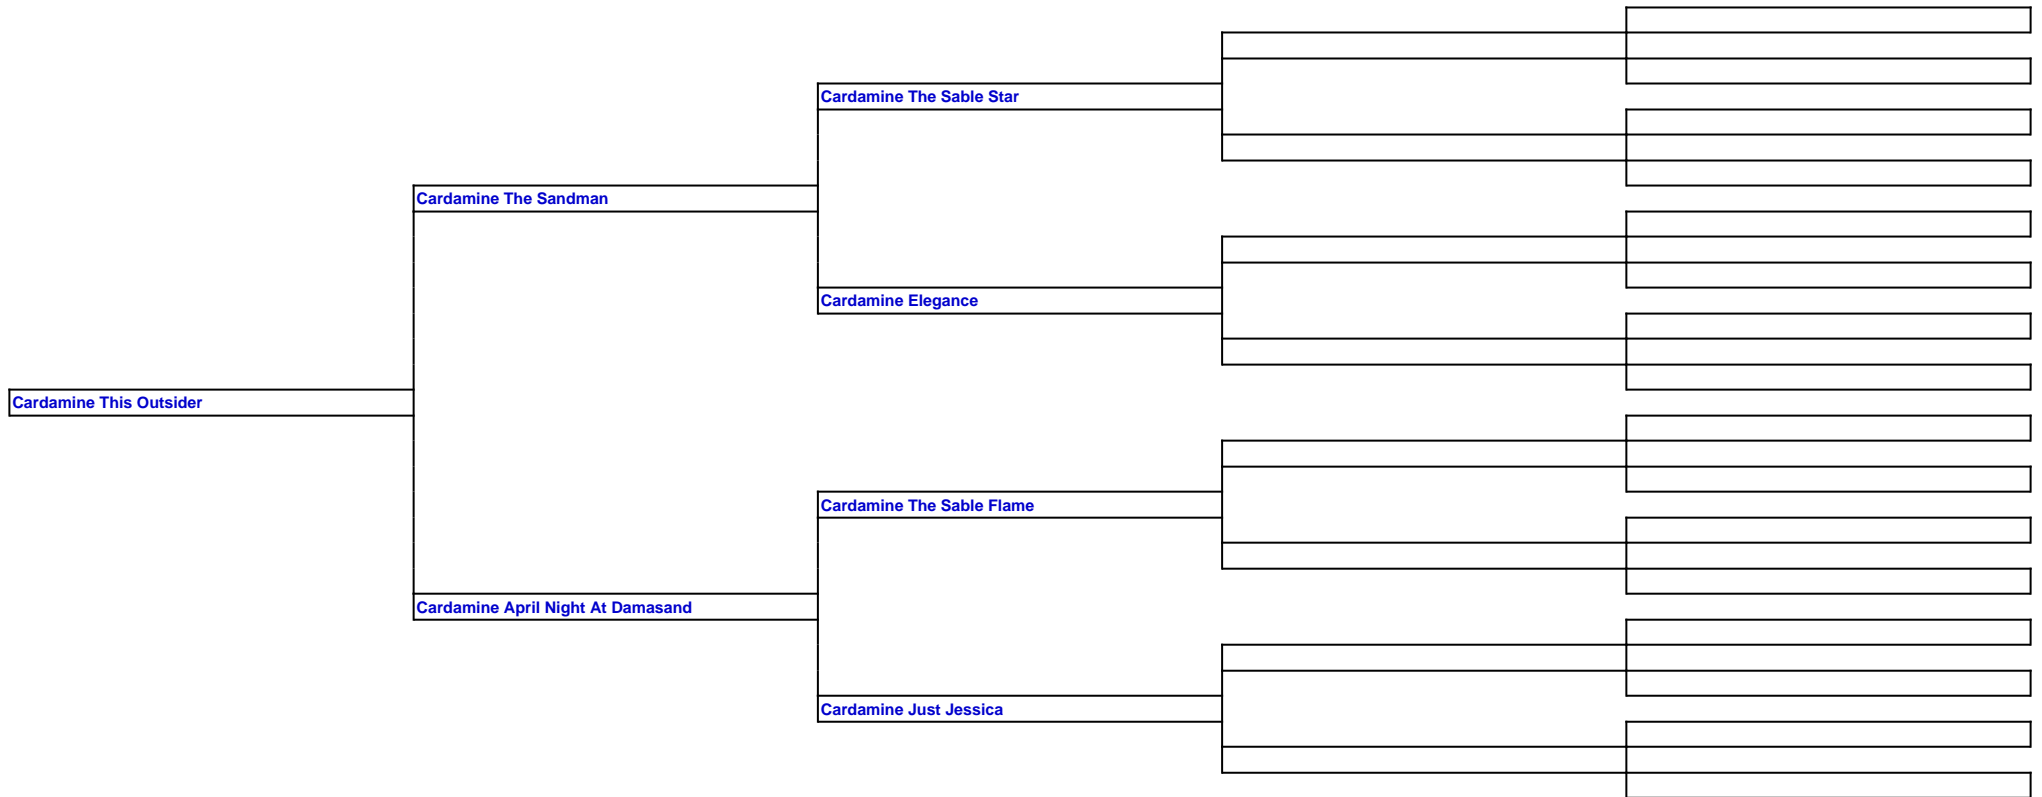 Cardamine The Sable Star
Cardamine The Sandman
Cardamine Elegance
Cardamine This Outsider
Cardamine The Sable Flame
Cardamine April Night At Damasand
Cardamine Just Jessica